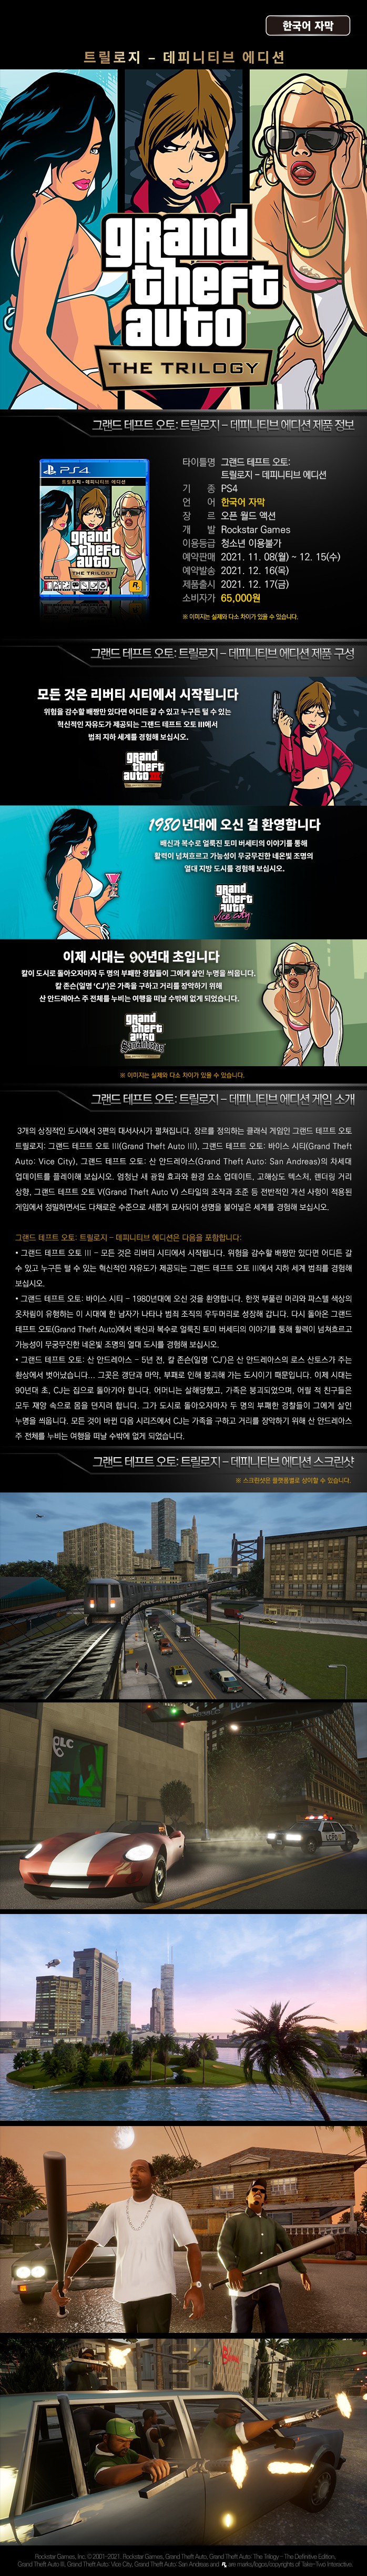 한국어 자막
트릴로지 – 데피니티브 에디션
grand
theft
auto
THE TRILOGY
그랜드 테프트 오토: 트릴로지 – 데피니티브 에디션 제품 정보
PS4
트릴로지 - 데피니티브 에디션
grand
theft
auto
THE TRILOGY
타이틀명 그랜드 테프트 오토:
트릴로지 – 데피니티브 에디션
기 종 PS4
언 어 한국어 자막
장 르 오픈 월드 액션
개 발 Rockstar Games
이용등급 청소년 이용불가
예약판매 2021. 11. 08(월) ~ 12. 15(수)
예약발송 2021. 12. 16(목)
제품출시 2021. 12. 17(금)
소비자가 65,000원
※ 이미지는 실제와 다소 차이가 있을 수 있습니다.
그랜드 테프트 오토: 트릴로지 – 데피니티브 에디션 제품 구성
모든 것은 리버티 시티에서 시작됩니다
위험을 감수할 배짱만 있다면 어디든 갈 수 있고 누구든 털 수 있는
혁신적인 자유도가 제공되는 그랜드 테프트 오토 III에서
범죄 지하 세계를 경험해 보십시오.
grand
theft
auto III
1980년대에 오신 걸 환영합니다
배신과 복수로 얼룩진 토미 버세티의 이야기를 통해
활력이 넘쳐흐르고 가능성이 무궁무진한 네온빛 조명의
열대 지방 도시를 경험해 보십시오.
grand
theft
auto
Vice City
이제 시대는 90년대 초입니다
칼이 도시로 돌아오자마자 두 명의 부패한 경찰들이 그에게 살인 누명을 씌웁니다.
칼 존슨(일명 ‘CJ’)은 가족을 구하고 거리를 장악하기 위해
산 안드레아스 주 전체를 누비는 여행을 떠날 수밖에 없게 되었습니다.
grand
theft
auto
San Andreas
※ 이미지는 실제와 다소 차이가 있을 수 있습니다.
그랜드 테프트 오토: 트릴로지 – 데피니티브 에디션 게임 소개
3개의 상징적인 도시에서 3편의 대서사시가 펼쳐집니다. 장르를 정의하는 클래식 게임인 그랜드 테프트 오토
트릴로지: 그랜드 테프트 오토 III(Grand Theft Auto III), 그랜드 테프트 오토: 바이스 시티(Grand Theft
Auto: Vice City), 그랜드 테프트 오토: 산 안드레아스(Grand Theft Auto: San Andreas)의 차세대
업데이트를 플레이해 보십시오. 엄청난 새 광원 효과와 환경 요소 업데이트, 고해상도 텍스처, 렌더링 거리
상향, 그랜드 테프트 오토 V(Grand Theft Auto V) 스타일의 조작과 조준 등 전반적인 개선 사항이 적용된
게임에서 정밀하면서도 다채로운 수준으로 새롭게 묘사되어 생명을 불어넣은 세계를 경험해 보십시오.
그랜드 테프트 오토: 트릴로지 – 데피니티브 에디션은 다음을 포함합니다:
• 그랜드 테프트 오토 III – 모든 것은 리버티 시티에서 시작됩니다. 위험을 감수할 배짱만 있다면 어디든 갈
수 있고 누구든 털 수 있는 혁신적인 자유도가 제공되는 그랜드 테프트 오토 III에서 지하 세계 범죄를 경험해
보십시오.
• 그랜드 테프트 오토: 바이스 시티 – 1980년대에 오신 것을 환영합니다. 한껏 부풀린 머리와 파스텔 색상의
옷차림이 유행하는 이 시대에 한 남자가 나타나 범죄 조직의 우두머리로 성장해 갑니다. 다시 돌아온 그랜드
테프트 오토(Grand Theft Auto)에서 배신과 복수로 얼룩진 토미 버세티의 이야기를 통해 활력이 넘쳐흐르고
가능성이 무궁무진한 네온빛 조명의 열대 도시를 경험해 보십시오.
• 그랜드 테프트 오토: 산 안드레아스 – 5년 전, 칼 존슨(일명 ‘CJ’)은 산 안드레아스의 로스 산토스가 주는
환상에서 벗어났습니다... 그곳은 갱단과 마약, 부패로 인해 붕괴해 가는 도시이기 때문입니다. 이제 시대는
90년대 초, CJ는 집으로 돌아가야 합니다. 어머니는 살해당했고, 가족은 붕괴되었으며, 어릴 적 친구들은
모두 재앙 속으로 몸을 던지려 합니다. 그가 도시로 돌아오자마자 두 명의 부패한 경찰들이 그에게 살인
누명을 씌웁니다. 모든 것이 바뀐 다음 시리즈에서 CJ는 가족을 구하고 거리를 장악하기 위해 산 안드레아스
주 전체를 누비는 여행을 떠날 수밖에 없게 되었습니다.
그랜드 테프트 오토: 트릴로지 – 데피니티브 에디션 스크린샷
※ 스크린샷은 플랫폼별로 상이할 수 있습니다.
LCPD
Rockstar Games, Inc. © 2001-2021. Rockstar Games, Grand Theft Auto, Grand Theft Auto: The Trilogy – The Definitive Edition,
Grand Theft Auto III, Grand Theft Auto: Vice City, Grand Theft Auto: San Andreas and R* are marks/logos/copyrights of Take-Two Interactive.